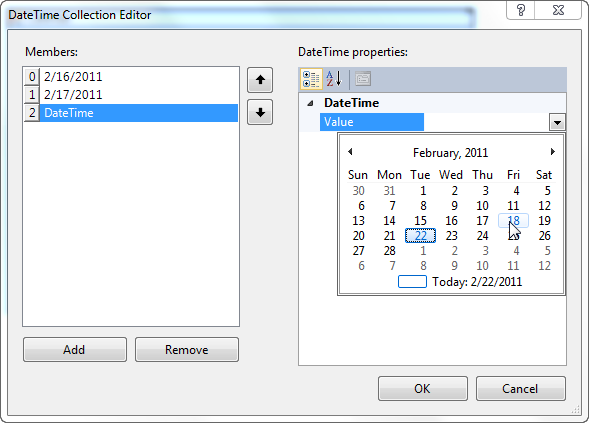 DateTime Collection Editor
?
Members:
0 2/16/2011
1 2/17/2011
2 DateTime
Add Remove
DateTime properties:
A
Z
DateTime
Value
February, 2011
Sun Mon Tue Wed Thu Fri Sat
30 31 1 2 3 4 5
6 7 8 9 10 11 12
13 14 15 16 17 18 19
20 21 22 23 24 26
27 28 1 2 3 4 5
6 7 8 9 10 11 12
Today: 2/22/2011
OK Cancel